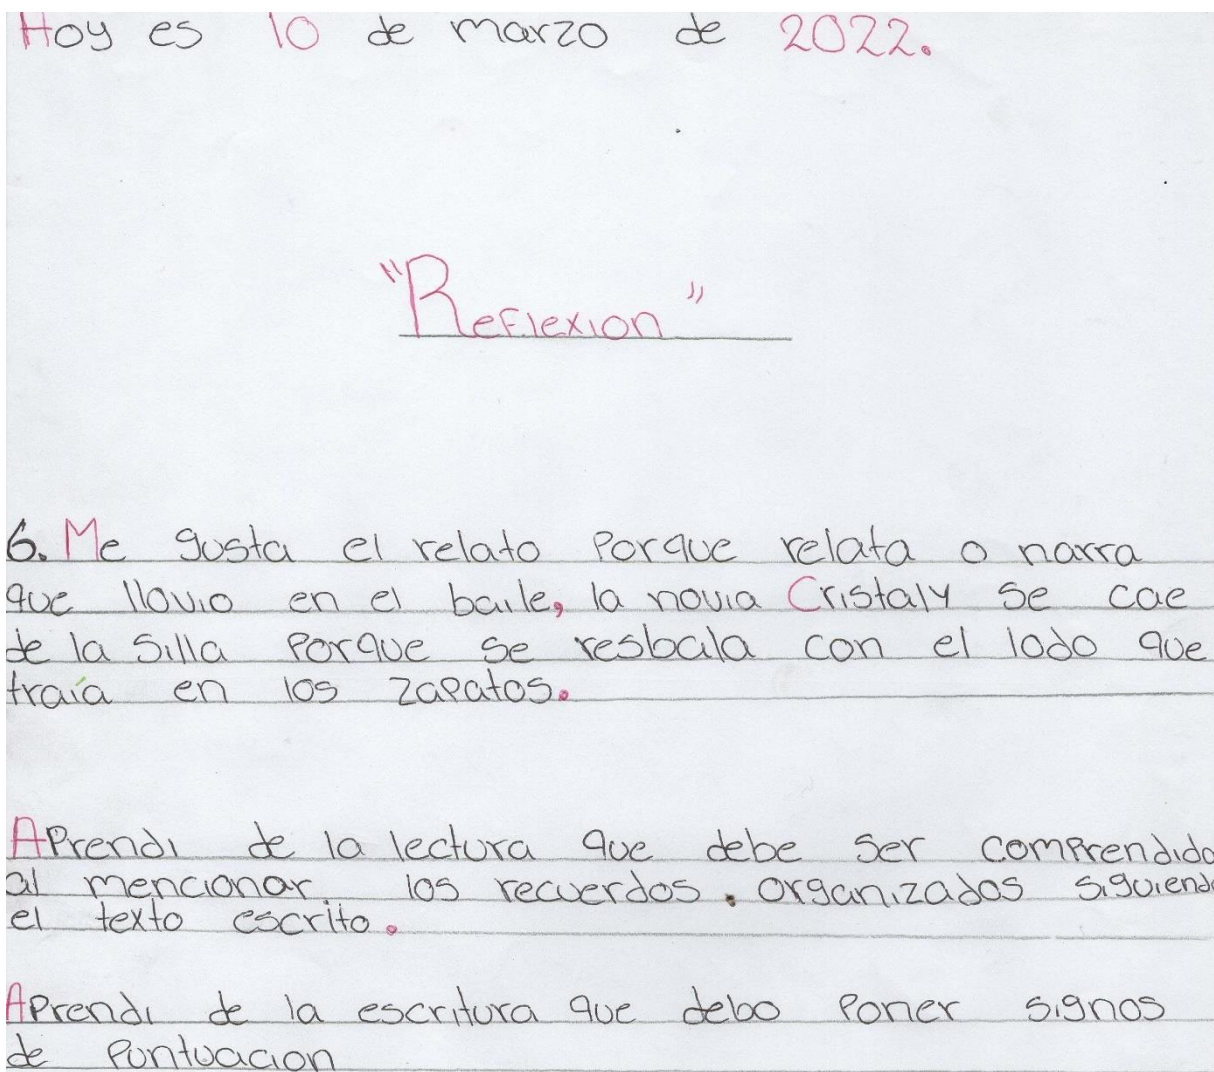 Hoy es 10 de marzo de 2022.
"Reflexion"
6. Me gusta el relato porque relata o narra
que lluvio en el baile, la novia Cristaly se cae
de la silla porque se resbala con el lodo que
traía en los zapatos.
Aprendi de la lectura que debe ser comprendido
al mencionar los recuerdos. organizados siguiendo
el texto escrito.
Aprendi de la escritura que debo poner signos
de puntuacion